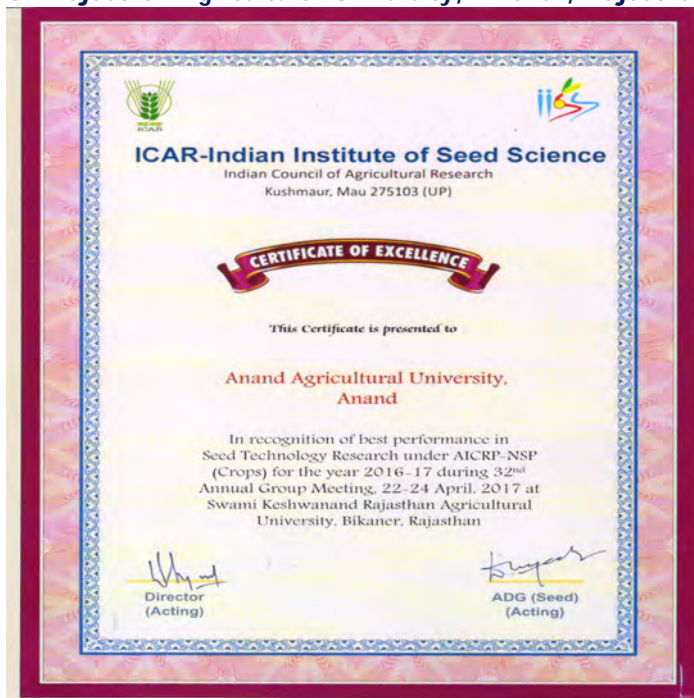 ICAR
iiss
ICAR-Indian Institute of Seed Science
Indian Council of Agricultural Research
Kushmaur, Mau 275103 (UP)
CERTIFICATE OF EXCELLENCE
This Certificate is presented to
Anand Agricultural University,
Anand
In recognition of best performance in
Seed Technology Research under AICRP-NSP
(Crops) for the year 2016-17 during 32nd
Annual Group Meeting, 22-24 April, 2017 at
Swami Keshwanand Rajasthan Agricultural
University, Bikaner, Rajasthan
Director
(Acting)
ADG (Seed)
(Acting)